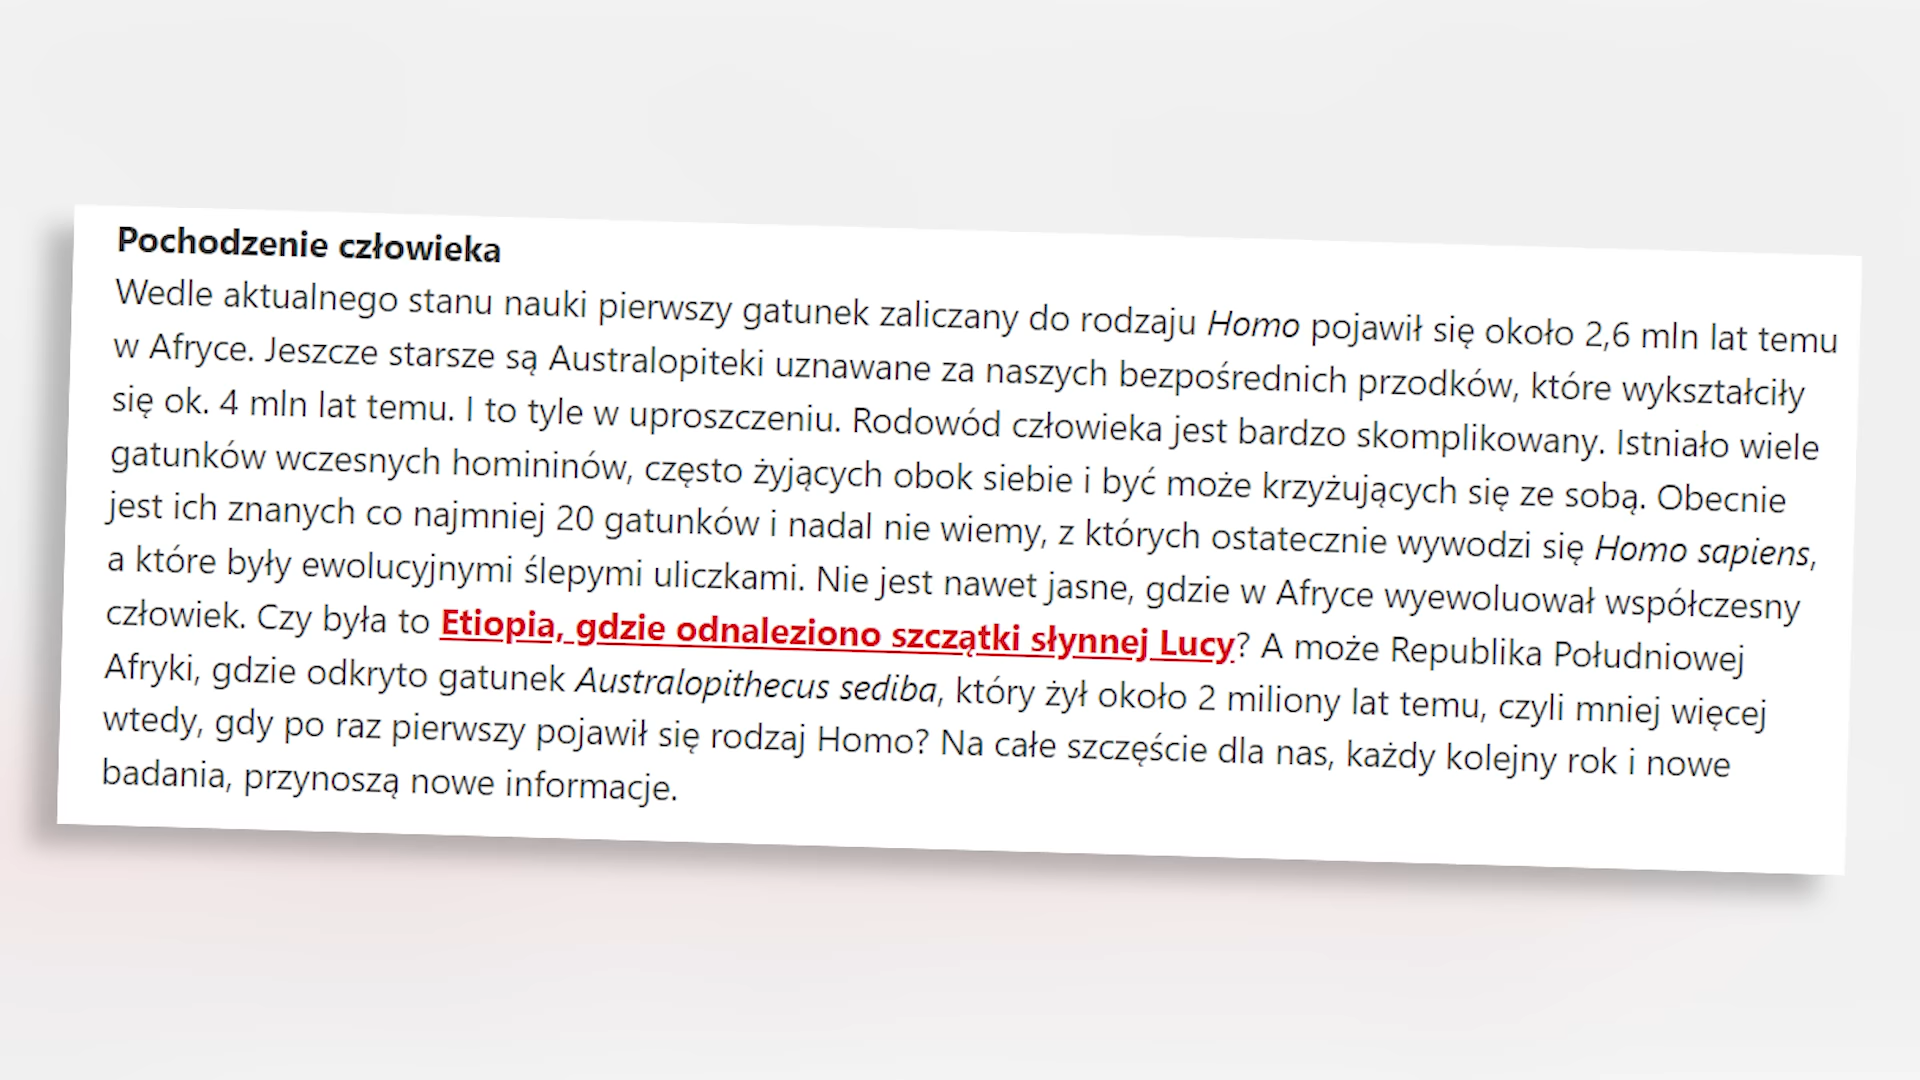 Pochodzenie człowieka
Wedle aktualnego stanu nauki pierwszy gatunek zaliczany do rodzaju Homo pojawił się około 2,6 mln lat temu
w Afryce. Jeszcze starsze są Australopiteki uznawane za naszych bezpośrednich przodków, które wykształciły
się ok. 4 mln lat temu. I to tyle w uproszczeniu. Rodowód człowieka jest bardzo skomplikowany. Istniało wiele
gatunków wczesnych homininów, często żyjących obok siebie i być może krzyżujących się ze sobą. Obecnie
jest ich znanych co najmniej 20 gatunków i nadal nie wiemy, z których ostatecznie wywodzi się Homo sapiens,
a które były ewolucyjnymi ślepymi uliczkami. Nie jest nawet jasne, gdzie w Afryce wyewoluował współczesny
człowiek. Czy była to Etiopia, gdzie odnaleziono szczątki słynnej Lucy? A może Republika Południowej
Afryki, gdzie odkryto gatunek Australopithecus sediba, który żył około 2 miliony lat temu, czyli mniej więcej
wtedy, gdy po raz pierwszy pojawił się rodzaj Homo? Na całe szczęście dla nas, każdy kolejny rok i nowe
badania, przynoszą nowe informacje.